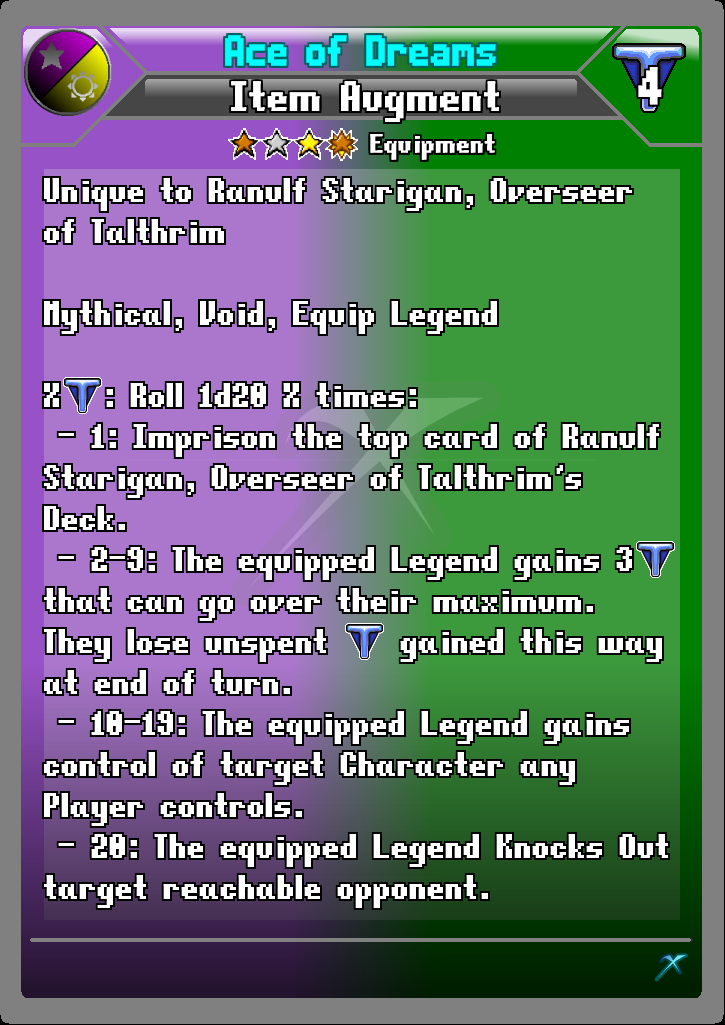 Ace of Dreams
4
Item Augment
Equipment
Unique to Ranulf Starigan, Overseer
of Talthrim
Mythical, Void, Equip Legend
XT: Roll 1d20 X times:
- 1: Imprison the top card of Ranulf
Starigan, Overseer of Talthrim's
Deck.
- 2-9: The equipped Legend gains 3T
that can go over their maximum.
They lose unspent T gained this way
at end of turn.
- 10-19: The equipped Legend gains
control of target Character any
Player controls.
- 20: The equipped Legend Knocks Out
target reachable opponent.